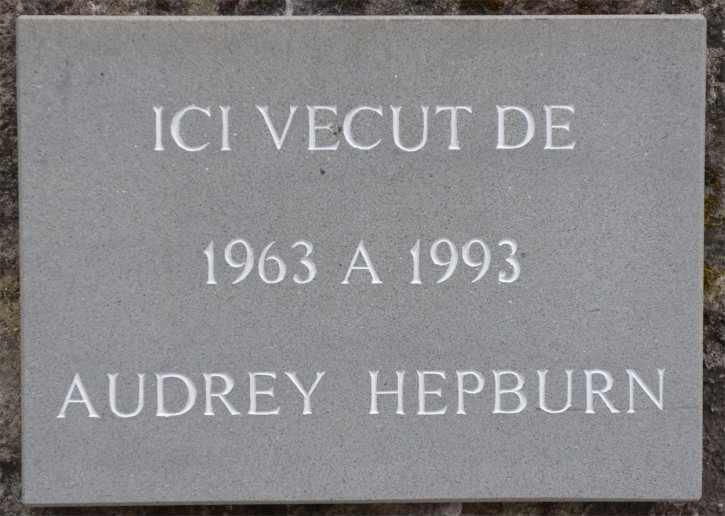 ICI VECUT DE
1963 A 1993
AUDREY HEPBURN